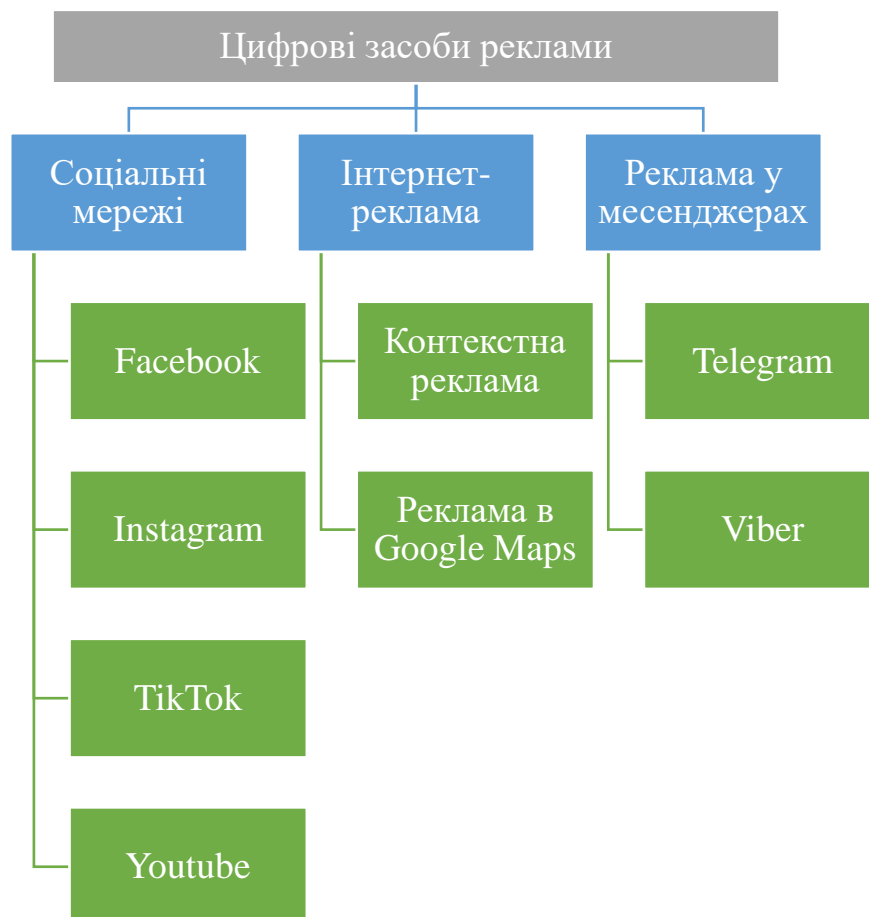 Цифрові засоби реклами
Соціальні
мережі
Інтернет-
реклама
Реклама у
месенджерах
Facebook
Контекстна
реклама
Telegram
Instagram
Реклама в
Google Maps
Viber
TikTok
Youtube